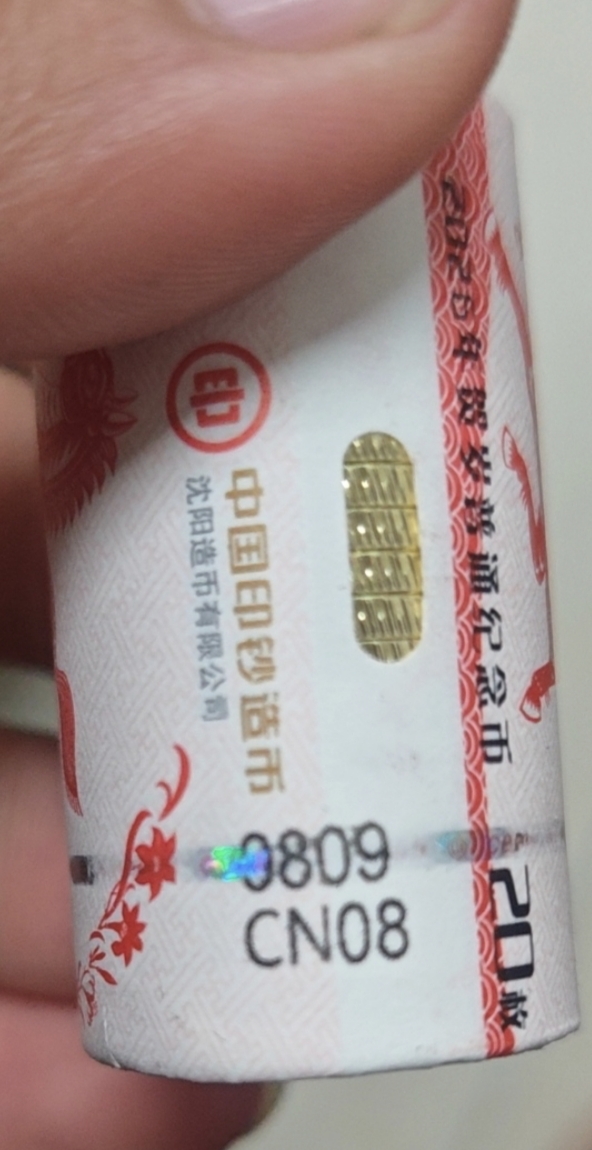 2026年贺岁普通纪念币
20枚
印
中国印钞造币
沈阳造币有限公司
0809
CN08